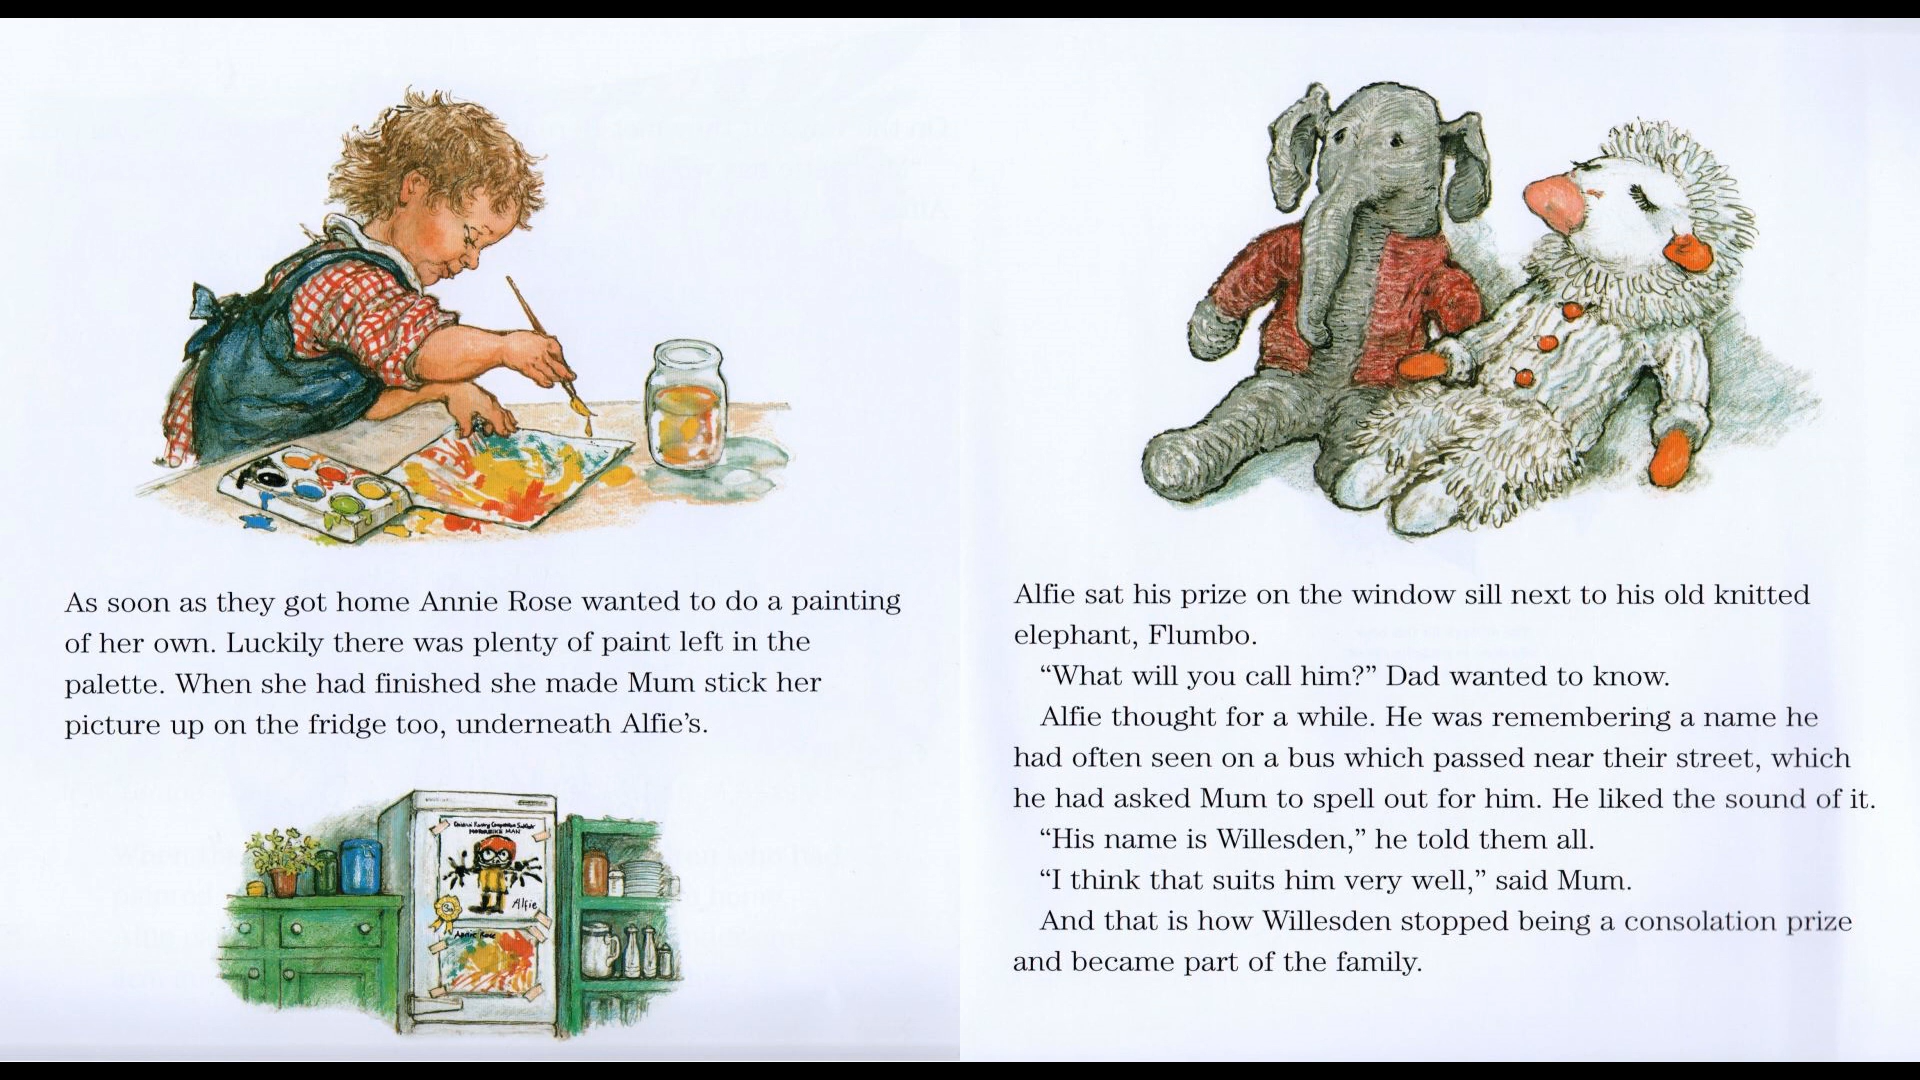 As soon as they got home Annie Rose wanted to do a painting
of her own. Luckily there was plenty of paint left in the
palette. When she had finished she made Mum stick her
picture up on the fridge too, underneath Alfie’s.
MOTORBIKE MAN
Alfie
Annie Rose
Alfie sat his prize on the window sill next to his old knitted
elephant, Flumbo.
“What will you call him?” Dad wanted to know.
Alfie thought for a while. He was remembering a name he
had often seen on a bus which passed near their street, which
he had asked Mum to spell out for him. He liked the sound of it.
“His name is Willesden,” he told them all.
“I think that suits him very well,” said Mum.
And that is how Willesden stopped being a consolation prize
and became part of the family.